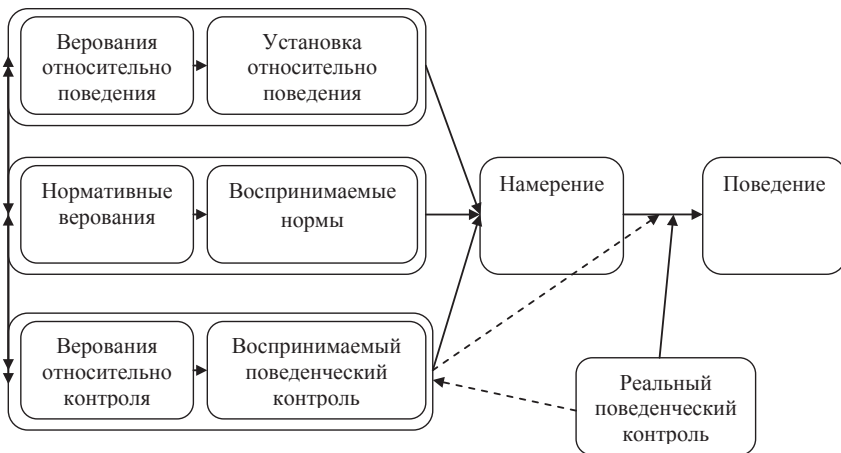 Верования
относительно
поведения
Установка
относительно
поведения
Нормативные
верования
Воспринимаемые
нормы
Намерение
Поведение
Верования
относительно
контроля
Воспринимаемый
поведенческий
контроль
Реальный
поведенческий
контроль